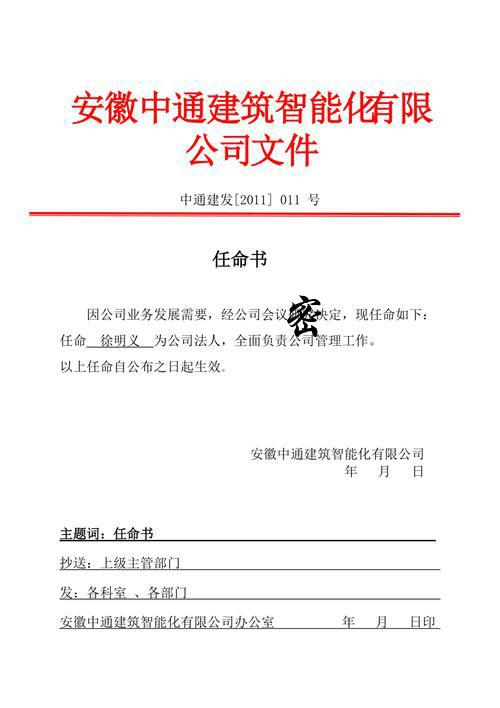 安徽中通建筑智能化有限
公司文件
中通建发[2011] 011 号
任命书
因公司业务发展需要，经公司会议决定，现任命如下：
密
任命 徐明义 为公司法人，全面负责公司管理工作。
以上任命自公布之日起生效。
安徽中通建筑智能化有限公司
年 月 日
主题词：任命书
抄送：上级主管部门
发：各科室 、各部门
安徽中通建筑智能化有限公司办公室 年 月 日印